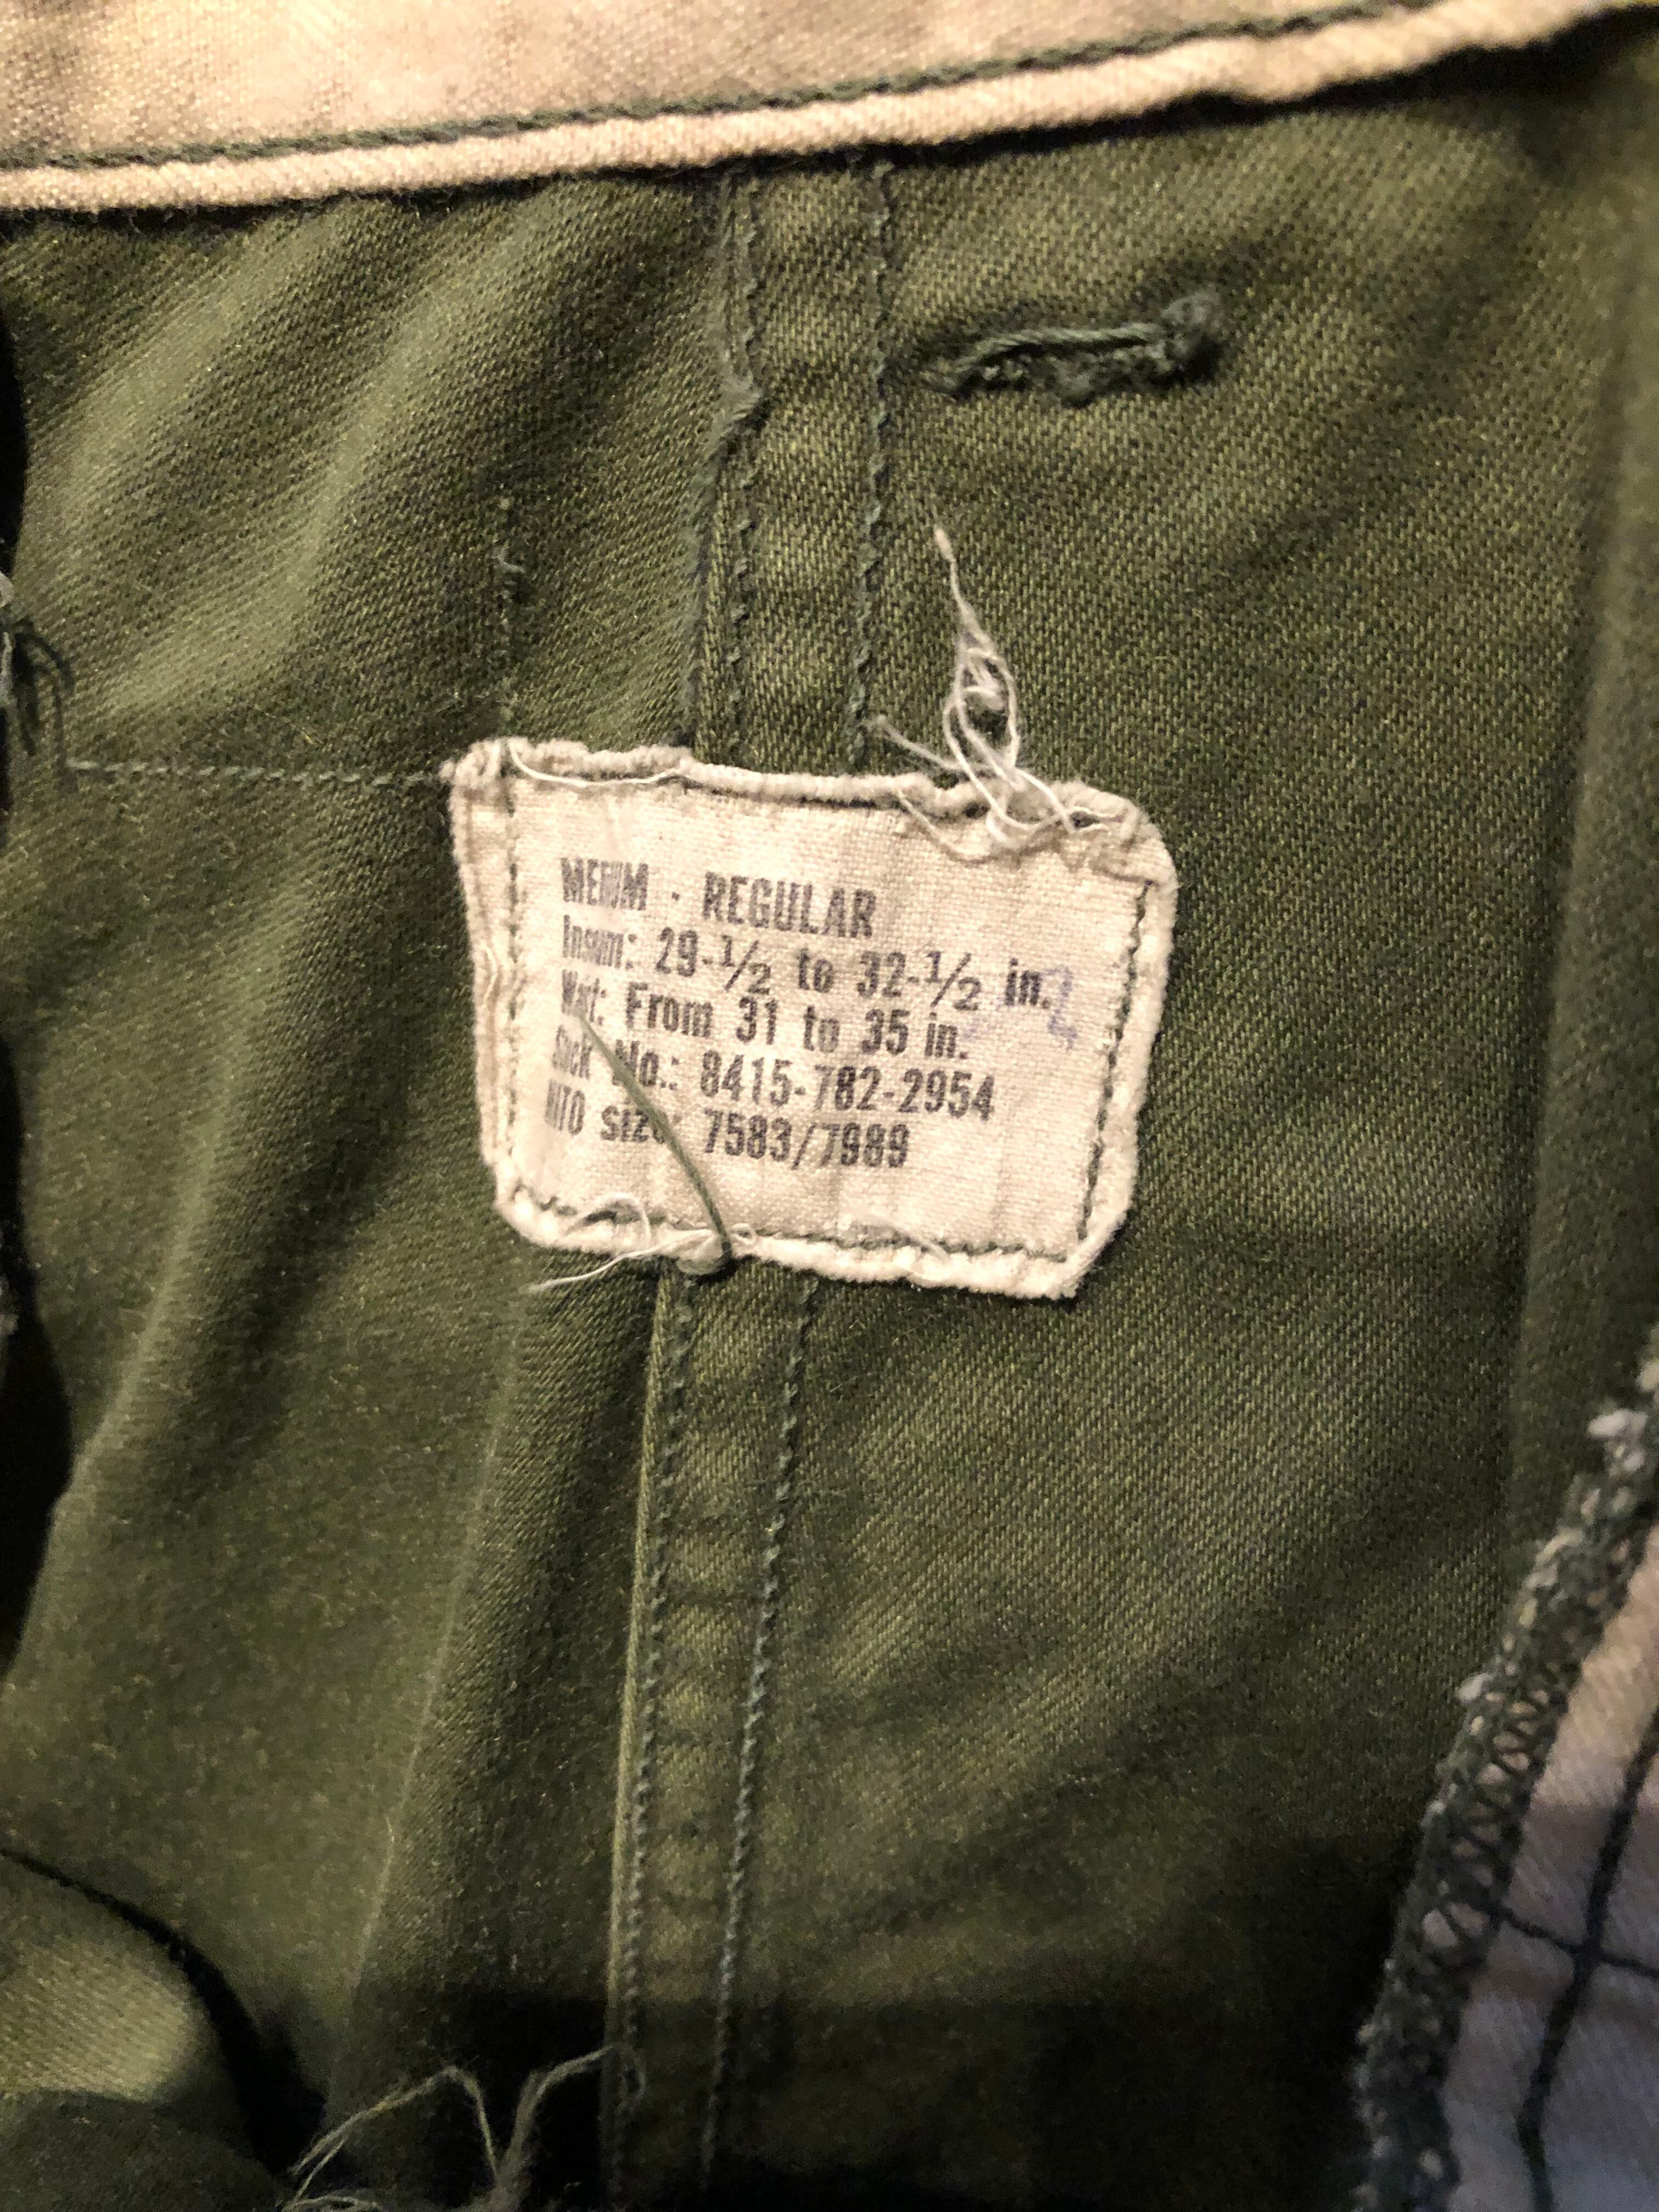 MEDIUM - REGULAR
Inseam: 29-1/2 to 32-1/2 in.
Waist: From 31 to 35 in.
Stock No.: 8415-782-2954
NATO size: 7583/7989